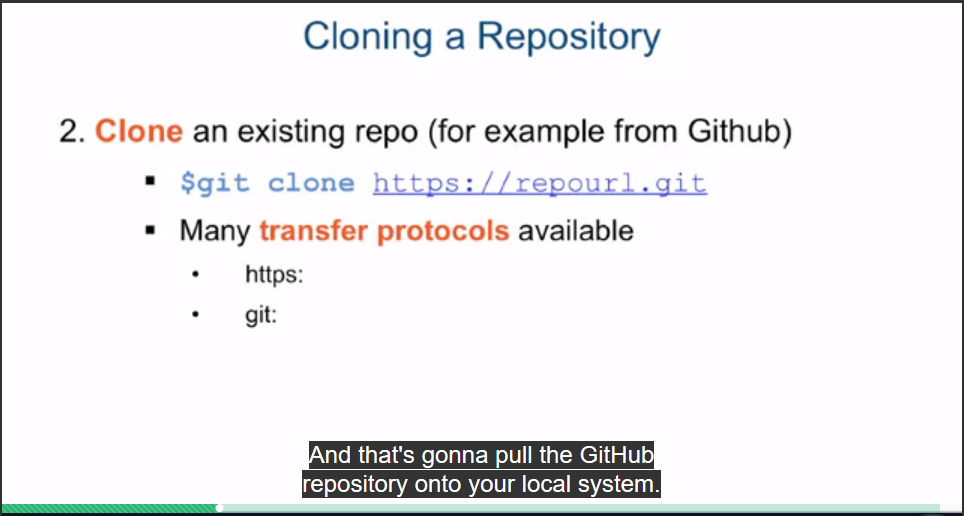 Cloning a Repository
2. Clone an existing repo (for example from Github)
▪ $git clone https://repourl.git
▪ Many transfer protocols available
• https:
• git:
And that's gonna pull the GitHub
repository onto your local system.